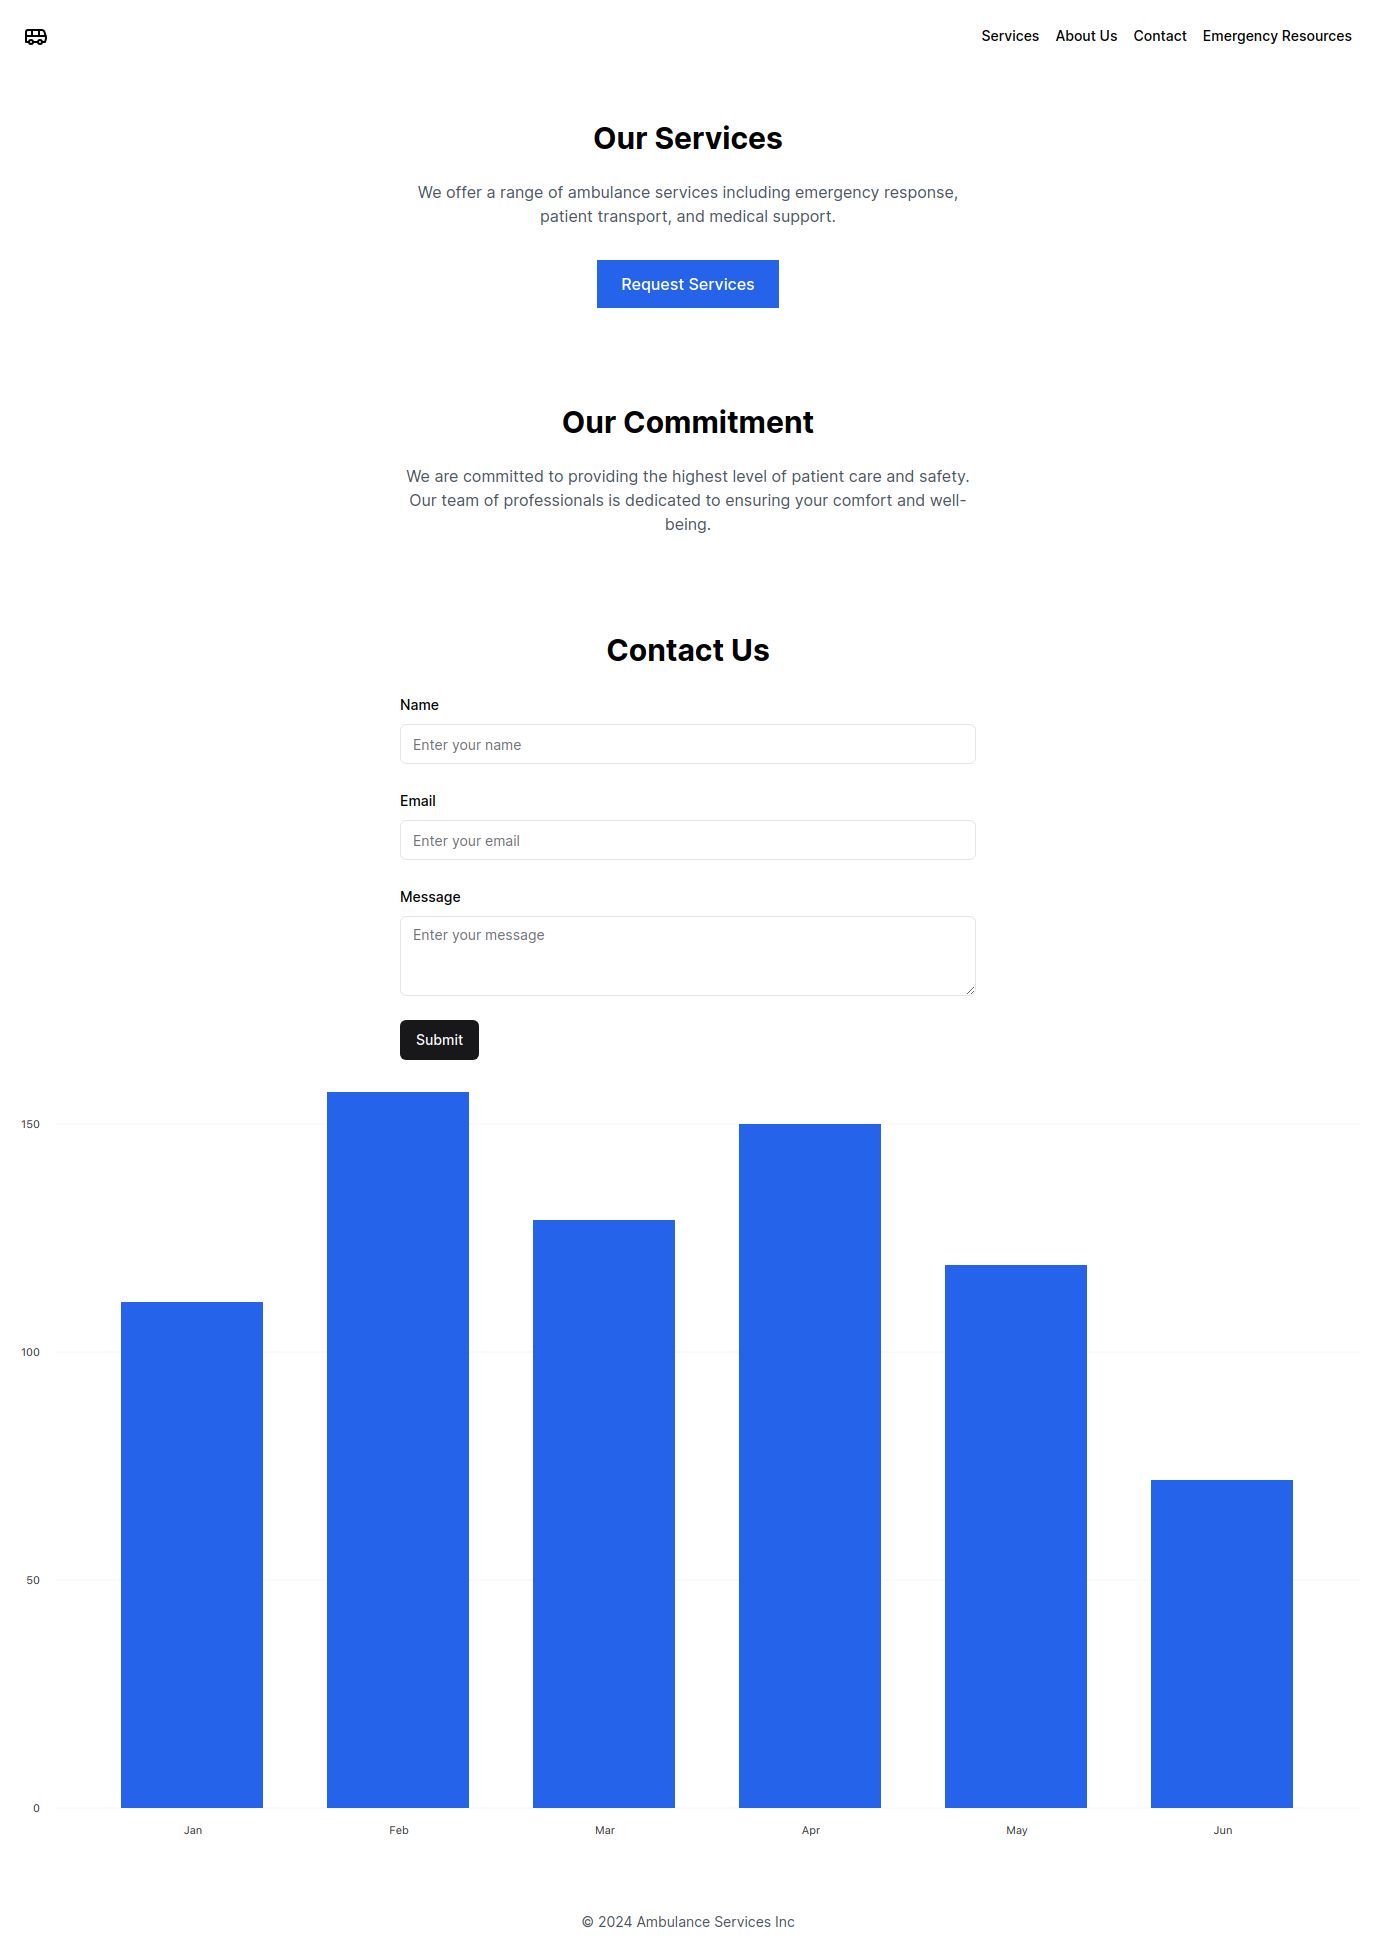 Services About Us Contact Emergency Resources
Our Services
We offer a range of ambulance services including emergency response,
patient transport, and medical support.
Request Services
Our Commitment
We are committed to providing the highest level of patient care and safety.
Our team of professionals is dedicated to ensuring your comfort and well-
being.
Contact Us
Name
Enter your name
Email
Enter your email
Message
Enter your message
Submit
150
100
50
0
Jan Feb Mar Apr May Jun
© 2024 Ambulance Services Inc